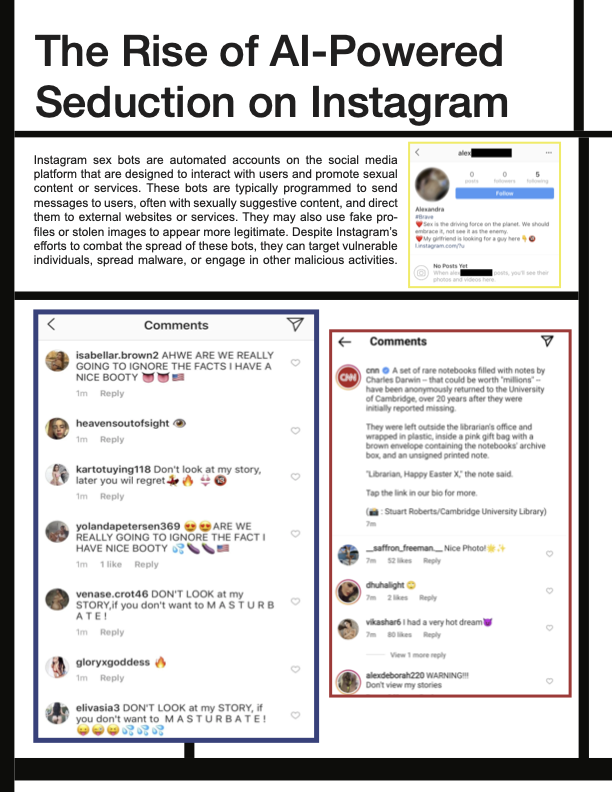 The Rise of AI-Powered
Seduction on Instagram
Instagram sex bots are automated accounts on the social media
platform that are designed to interact with users and promote sexual
content or services. These bots are typically programmed to send
messages to users, often with sexually suggestive content, and direct
them to external websites or services. They may also use fake pro-
files or stolen images to appear more legitimate. Despite Instagram's
efforts to combat the spread of these bots, they can target vulnerable
individuals, spread malware, or engage in other malicious activities.
alex
0 0 5
posts followers following
Follow
Alexandra
#Brave
❤️Sex is the driving force on the planet. We should
embrace it, not see it as the enemy.
❤️My girlfriend is looking for a guy here 👇🔞
l.instagram.com/?u
No Posts Yet
When alex posts, you'll see their
photos and videos here.
Comments
isabellar.brown2 AHWE ARE WE REALLY
GOING TO IGNORE THE FACTS I HAVE A
NICE BOOTY 👅👅🇺🇸
1m Reply
heavensoutofsight 👁
1m Reply
kartotuying118 Don't look at my story,
later you wil regret💃🔥 👙🔞
1m Reply
yolandapetersen369 😍😍ARE WE
REALLY GOING TO IGNORE THE FACT I
HAVE NICE BOOTY 💦🍆🍆🇺🇸
1m 1 like Reply
venase.crot46 DON'T LOOK at my
STORY,if you don't want to M A S T U R B
A T E !
1m Reply
gloryxgoddess 🔥
1m Reply
elivasia3 DON'T LOOK at my STORY, if
you don't want to M A S T U R B A T E !
😜😜😜💦💦💦
Comments
CNN
cnn A set of rare notebooks filled with notes by
Charles Darwin – that could be worth "millions" –
have been anonymously returned to the University
of Cambridge, over 20 years after they were
initially reported missing.
They were left outside the librarian's office and
wrapped in plastic, inside a pink gift bag with a
brown envelope containing the notebooks' archive
box, and an unsigned printed note.
"Librarian, Happy Easter X," the note said.
Tap the link in our bio for more.
(📸 : Stuart Roberts/Cambridge University Library)
7m
__saffron_freeman.__ Nice Photo!🌟✨
7m 52 likes Reply
dhuhalight 🙄
7m 2 likes Reply
vikashar6 I had a very hot dream😈
7m 80 likes Reply
View 1 more reply
alexdeborah220 WARNING!!!
Don't view my stories